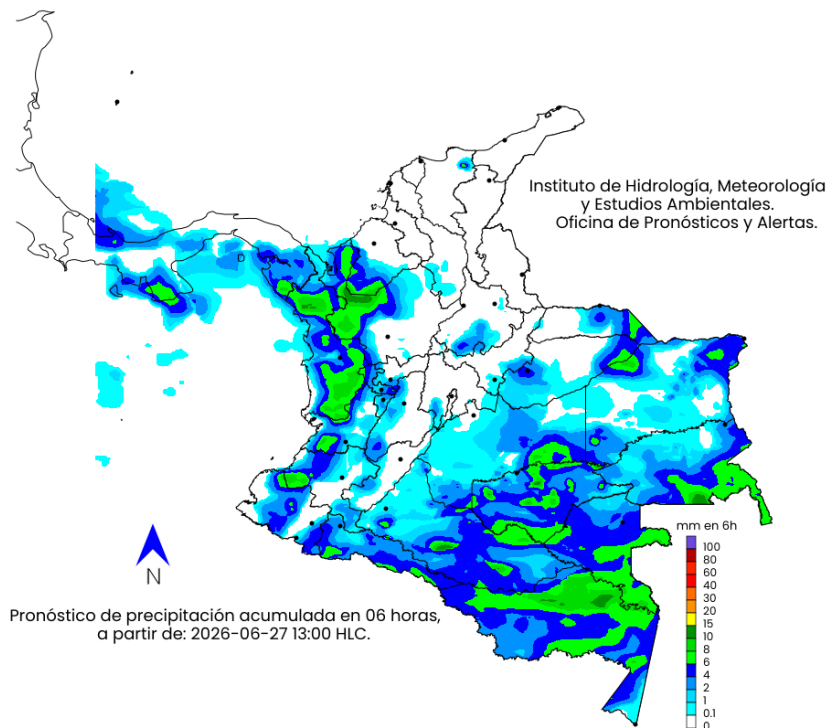 Instituto de Hidrología, Meteorología
y Estudios Ambientales.
Oficina de Pronósticos y Alertas.
N
Pronóstico de precipitación acumulada en 06 horas,
a partir de: 2026-06-27 13:00 HLC.
mm en 6h
100
80
60
40
30
20
15
10
8
6
4
2
1
0.1
0